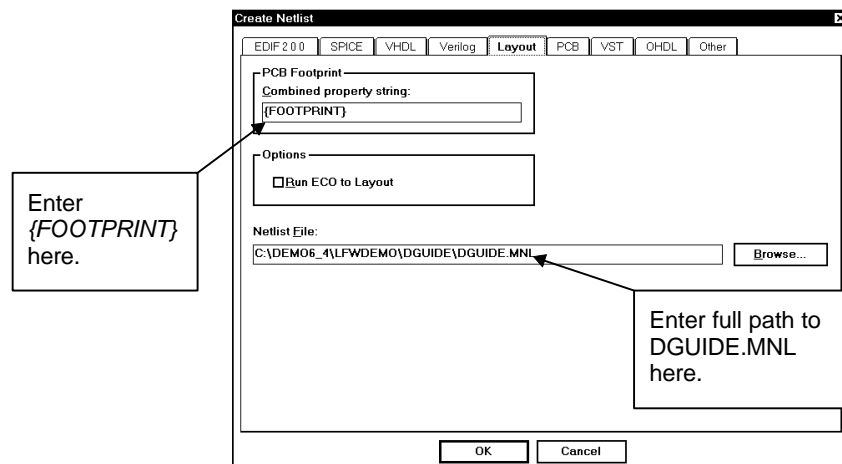 Create Netlist
EDIF 2 0 0 SPICE VHDL Verilog Layout PCB VST OHDL Other
PCB Footprint
Combined property string:
{FOOTPRINT}
Options
Run ECO to Layout
Enter
{FOOTPRINT}
here.
Netlist File:
C:\DEMO6_4\LFWDEMO\DGUIDE\DGUIDE.MNL
Browse...
Enter full path to
DGUIDE.MNL
here.
OK Cancel